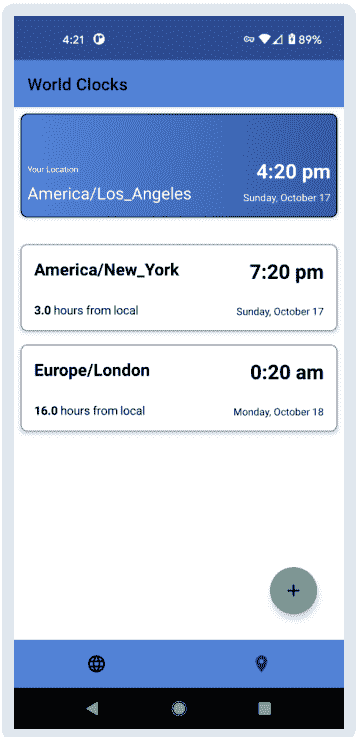 4:21
89%
World Clocks
Your Location
4:20 pm
America/Los_Angeles
Sunday, October 17
America/New_York
7:20 pm
3.0 hours from local
Sunday, October 17
Europe/London
0:20 am
16.0 hours from local
Monday, October 18
+